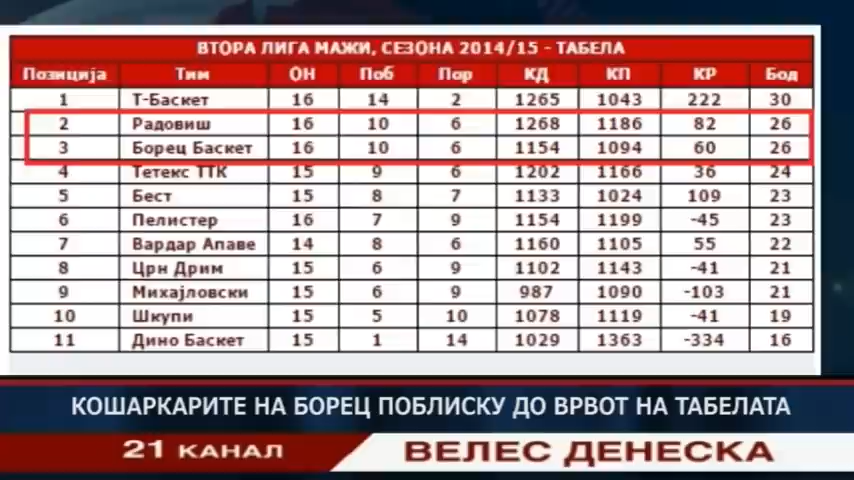 ВТОРА ЛИГА МАЖИ, СЕЗОНА 2014/15 - ТАБЕЛА
Позиција Тим ОН Поб Пор КД КП КР Бод
1 Т-Баскет 16 14 2 1265 1043 222 30
2 Радовиш 16 10 6 1268 1186 82 26
3 Борец Баскет 16 10 6 1154 1094 60 26
4 Тетекс ТТК 15 9 6 1202 1166 36 24
5 Бест 15 8 7 1133 1024 109 23
6 Пелистер 16 7 9 1154 1199 -45 23
7 Вардар Апаве 14 8 6 1160 1105 55 22
8 Црн Дрим 15 6 9 1102 1143 -41 21
9 Михајловски 15 6 9 987 1090 -103 21
10 Шкупи 15 5 10 1078 1119 -41 19
11 Дино Баскет 15 1 14 1029 1363 -334 16
КОШАРКАРИТЕ НА БОРЕЦ ПОБЛИСКУ ДО ВРВОТ НА ТАБЕЛАТА
21 КАНАЛ ВЕЛЕС ДЕНЕСКА